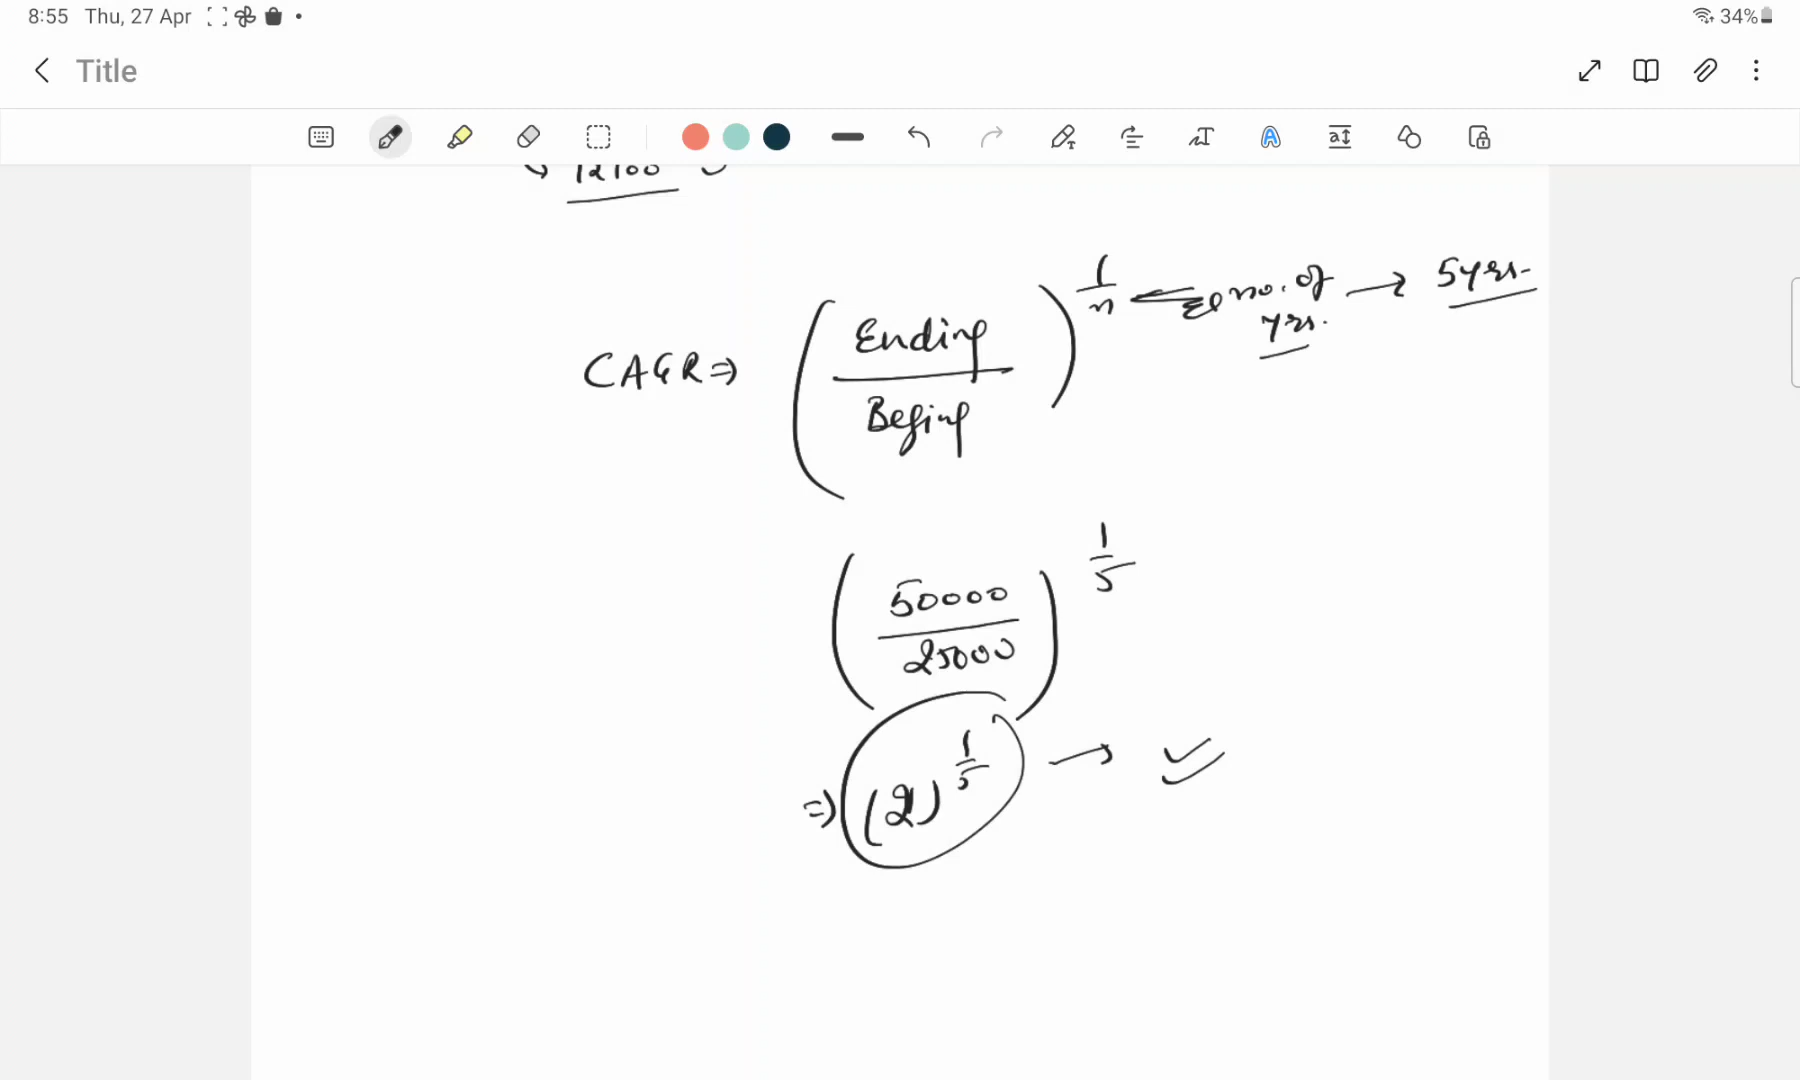 8:55 Thu, 27 Apr
34%
Title
12100
CAGR => (Ending / Beging)^1/n ← no. of yrs. → 5yrs.
(50000 / 25000)^1/5
=> (2)^1/5 → ✓